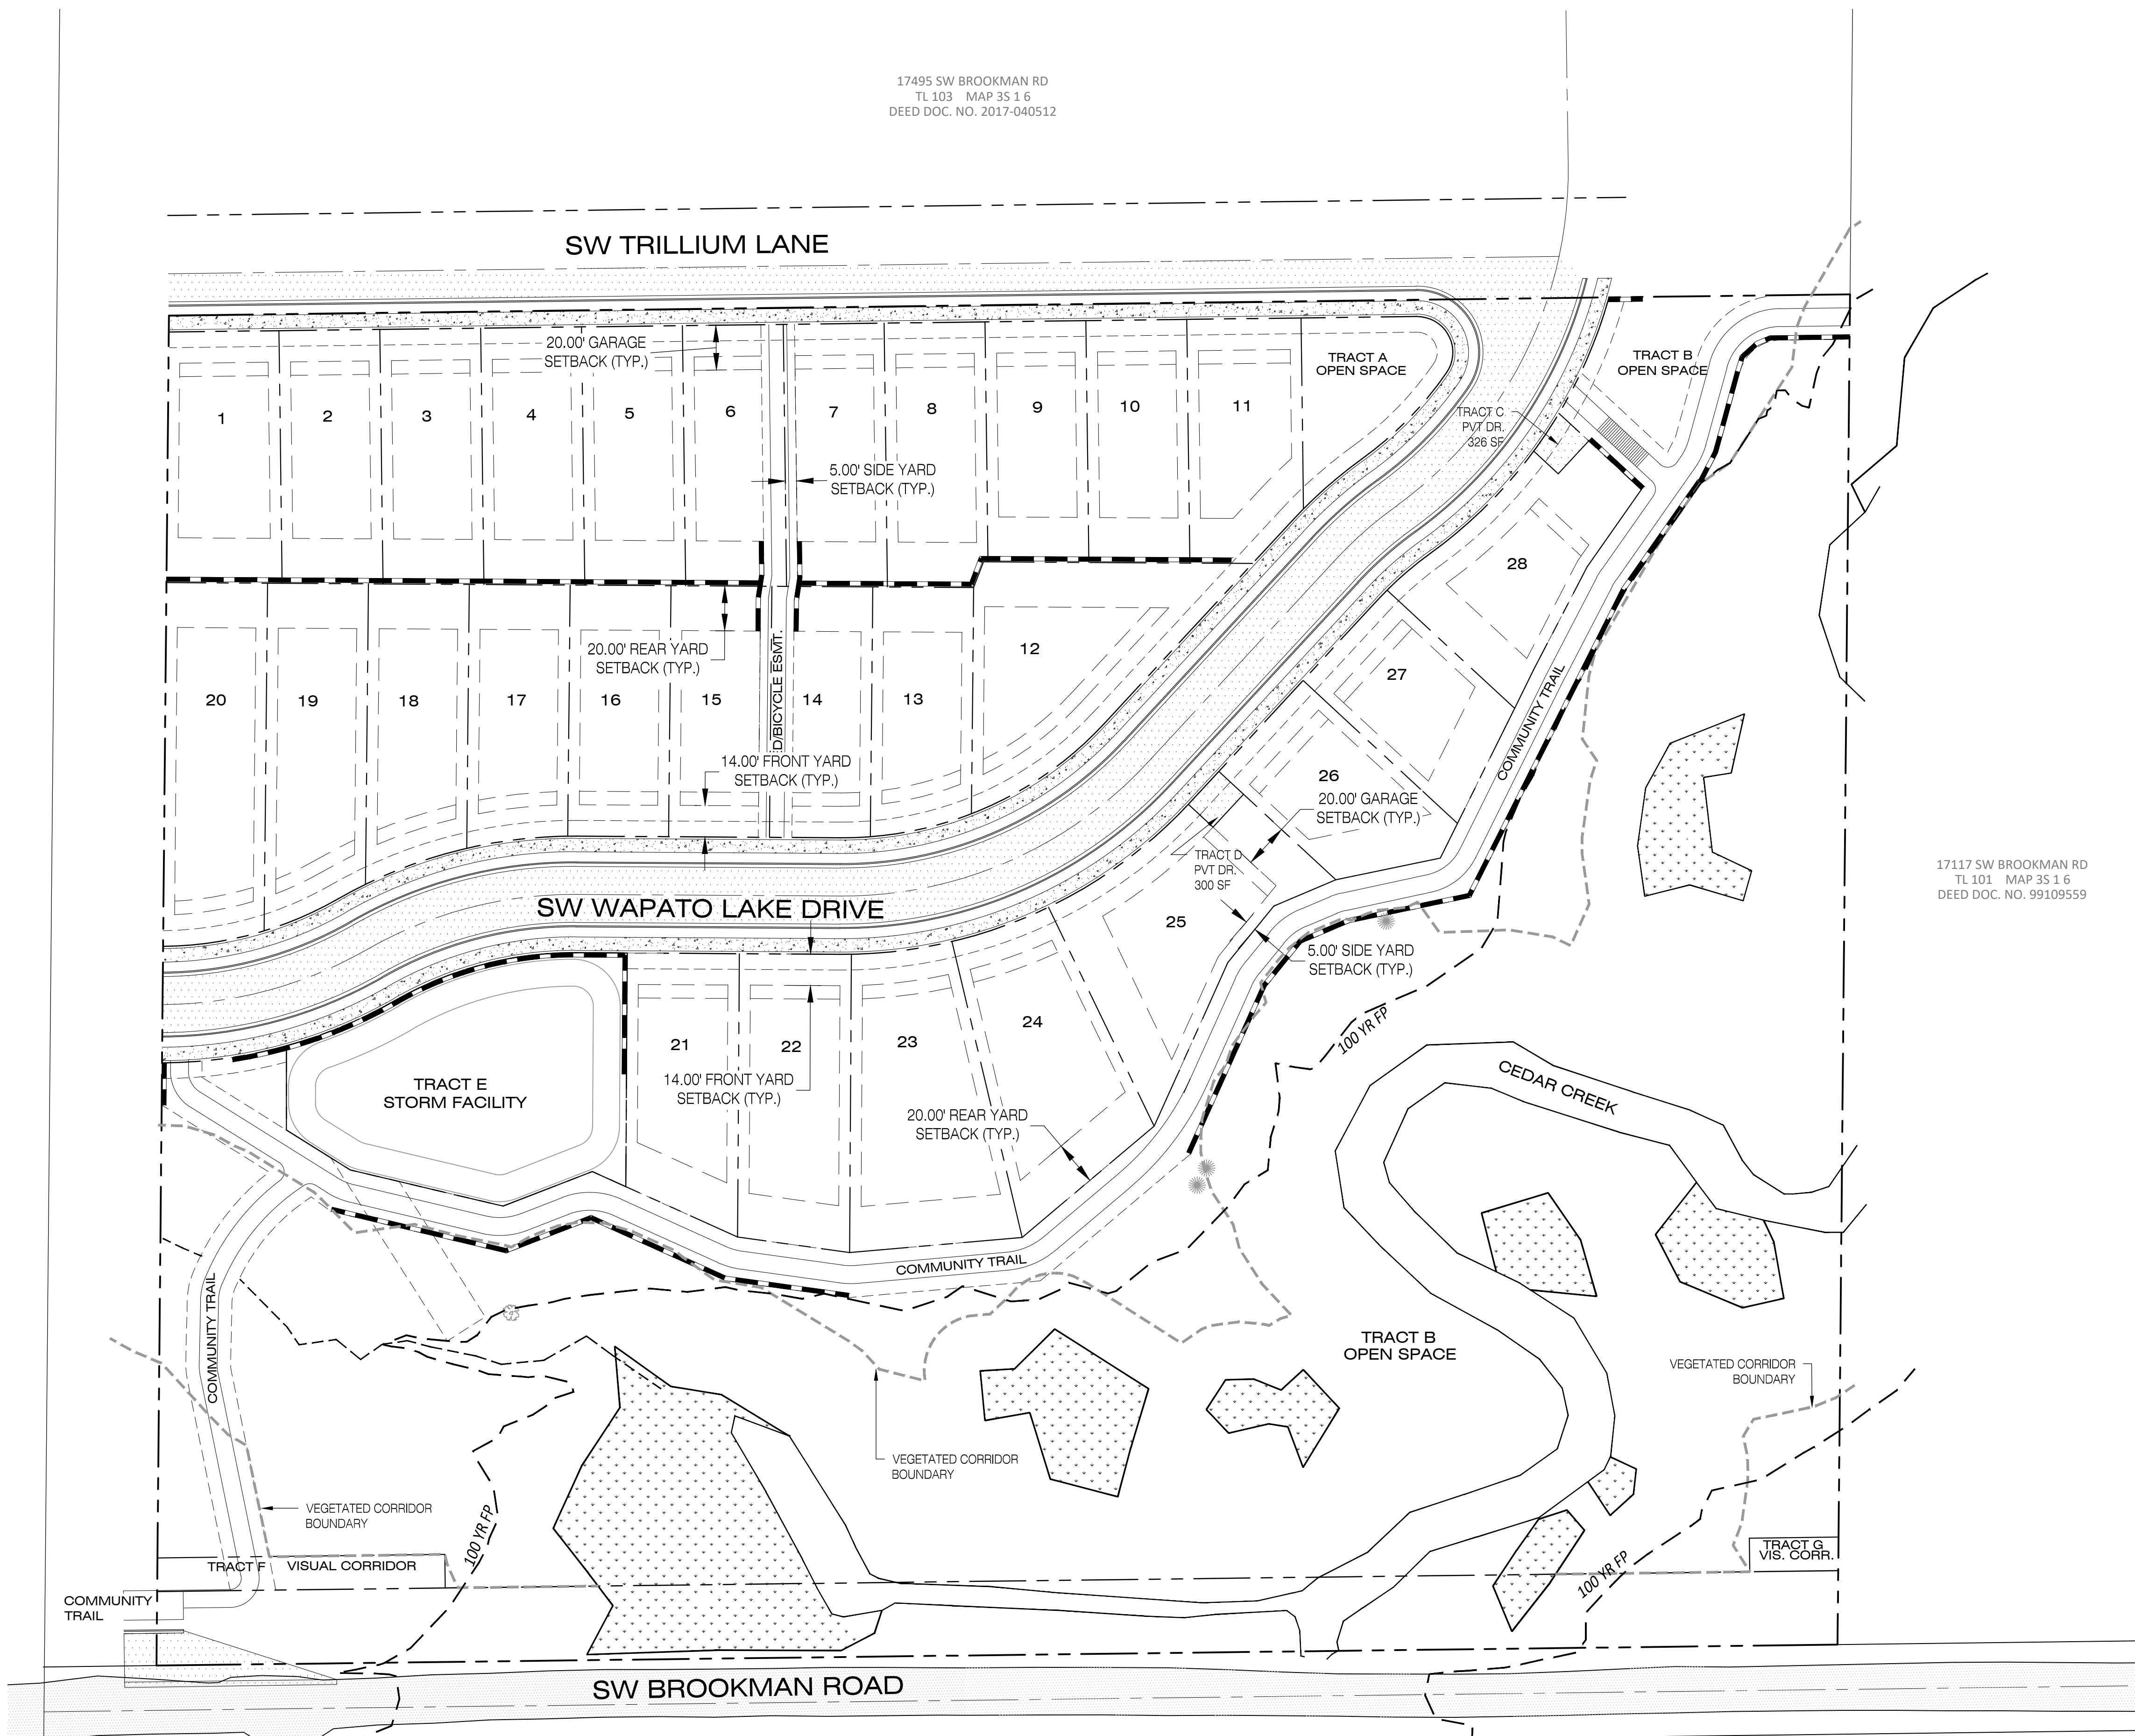 17495 SW BROOKMAN RD
TL 103 MAP 3S 1 6
DEED DOC. NO. 2017-040512
SW TRILLIUM LANE
20.00' GARAGE
SETBACK (TYP.)
TRACT A
OPEN SPACE
TRACT B
OPEN SPACE
1
2
3
4
5
6
7
8
9
10
11
TRACT C
PVT DR.
326 SF
5.00' SIDE YARD
SETBACK (TYP.)
28
20.00' REAR YARD
SETBACK (TYP.)
12
27
20
19
18
17
16
15
14
13
D/BICYCLE ESMT.
COMMUNITY TRAIL
14.00' FRONT YARD
SETBACK (TYP.)
26
20.00' GARAGE
SETBACK (TYP.)
TRACT D
PVT DR.
300 SF
17117 SW BROOKMAN RD
TL 101 MAP 3S 1 6
DEED DOC. NO. 99109559
SW WAPATO LAKE DRIVE
25
5.00' SIDE YARD
SETBACK (TYP.)
24
23
22
21
100 YR FP
14.00' FRONT YARD
SETBACK (TYP.)
TRACT E
STORM FACILITY
CEDAR CREEK
20.00' REAR YARD
SETBACK (TYP.)
COMMUNITY TRAIL
COMMUNITY TRAIL
TRACT B
OPEN SPACE
VEGETATED CORRIDOR
BOUNDARY
VEGETATED CORRIDOR
BOUNDARY
VEGETATED CORRIDOR
BOUNDARY
100 YR FP
TRACT F VISUAL CORRIDOR
TRACT G
VIS. CORR.
100 YR FP
COMMUNITY
TRAIL
SW BROOKMAN ROAD